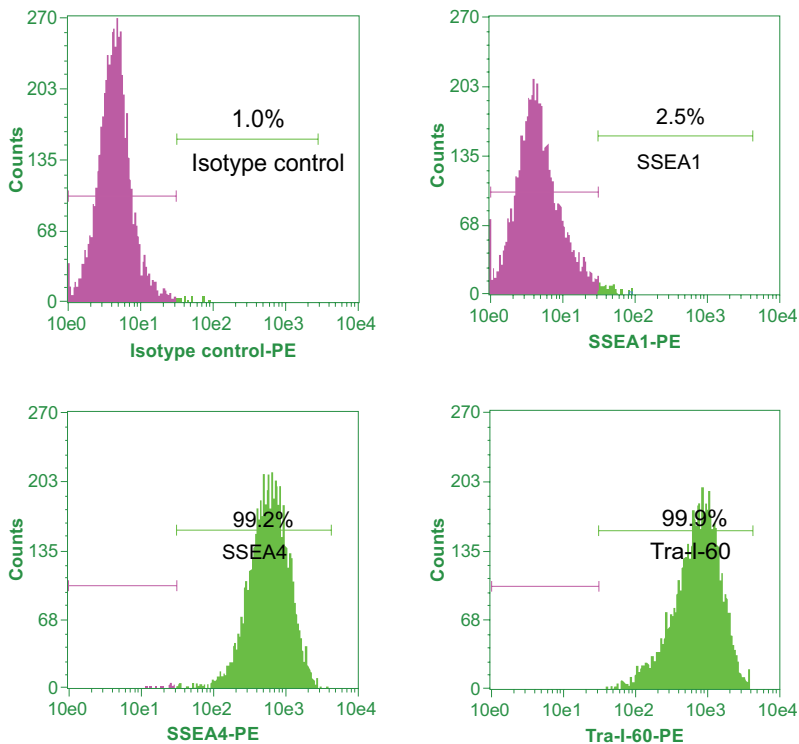 270
203
135
68
0
Counts
1.0%
Isotype control
10e0 10e1 10e2 10e3 10e4
Isotype control-PE
270
203
135
68
0
Counts
2.5%
SSEA1
10e0 10e1 10e2 10e3 10e4
SSEA1-PE
270
203
135
68
0
Counts
99.2%
SSEA4
10e0 10e1 10e2 10e3 10e4
SSEA4-PE
270
203
135
68
0
Counts
99.9%
Tra-I-60
10e0 10e1 10e2 10e3 10e4
Tra-I-60-PE